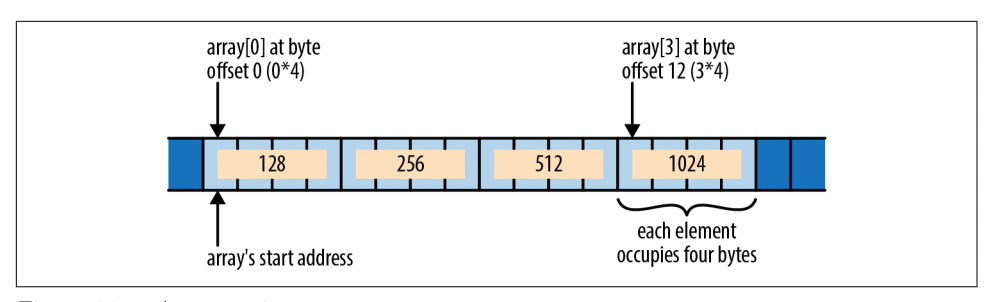 array[0] at byte
offset 0 (0*4)
array[3] at byte
offset 12 (3*4)
128
256
512
1024
array's start address
each element
occupies four bytes